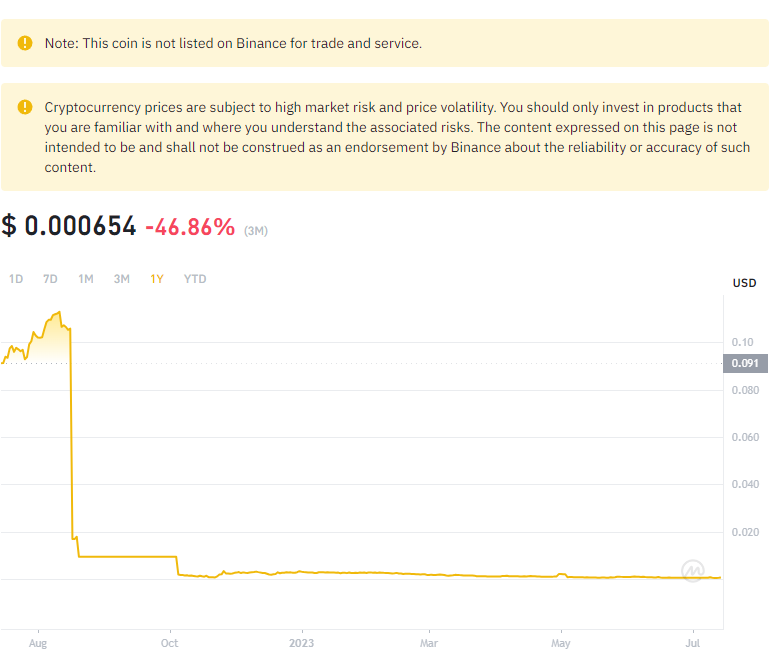 Note: This coin is not listed on Binance for trade and service.
Cryptocurrency prices are subject to high market risk and price volatility. You should only invest in products that
you are familiar with and where you understand the associated risks. The content expressed on this page is not
intended to be and shall not be construed as an endorsement by Binance about the reliability or accuracy of such
content.
$ 0.000654 -46.86% (3M)
1D 7D 1M 3M 1Y YTD
USD
0.10
0.091
0.080
0.060
0.040
0.020
Aug Oct 2023 Mar May Jul